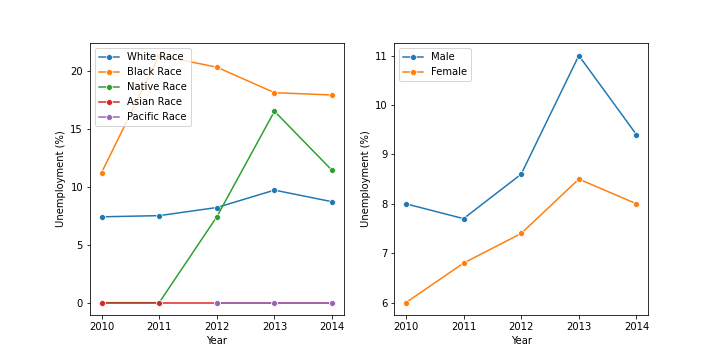 White Race
Black Race
Native Race
Asian Race
Pacific Race
20
15
10
5
0
Unemployment (%)
2010 2011 2012 2013 2014
Year
Male
Female
11
10
9
8
7
6
Unemployment (%)
2010 2011 2012 2013 2014
Year